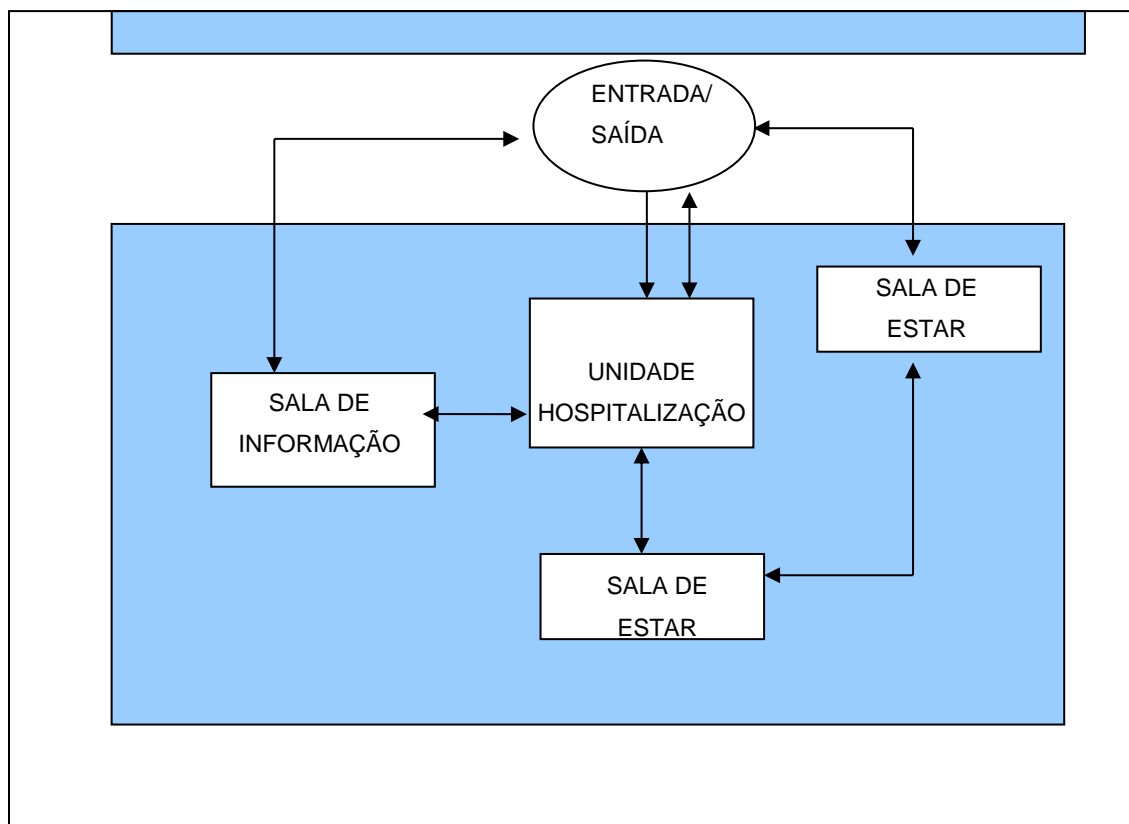 ENTRADA/
SAÍDA
SALA DE
ESTAR
UNIDADE
HOSPITALIZAÇÃO
SALA DE
INFORMAÇÃO
SALA DE
ESTAR